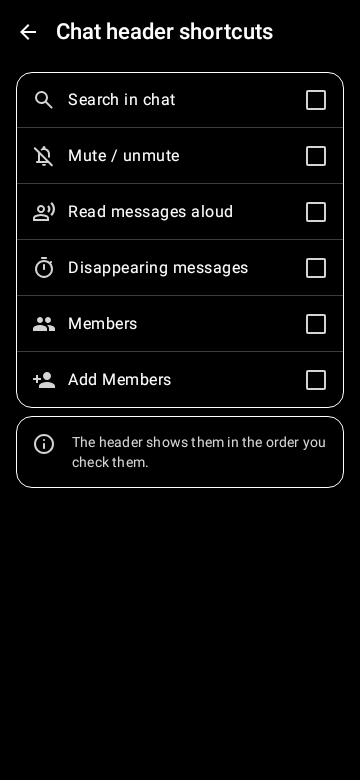 Chat header shortcuts
Search in chat
Mute / unmute
Read messages aloud
Disappearing messages
Members
Add Members
The header shows them in the order you
check them.